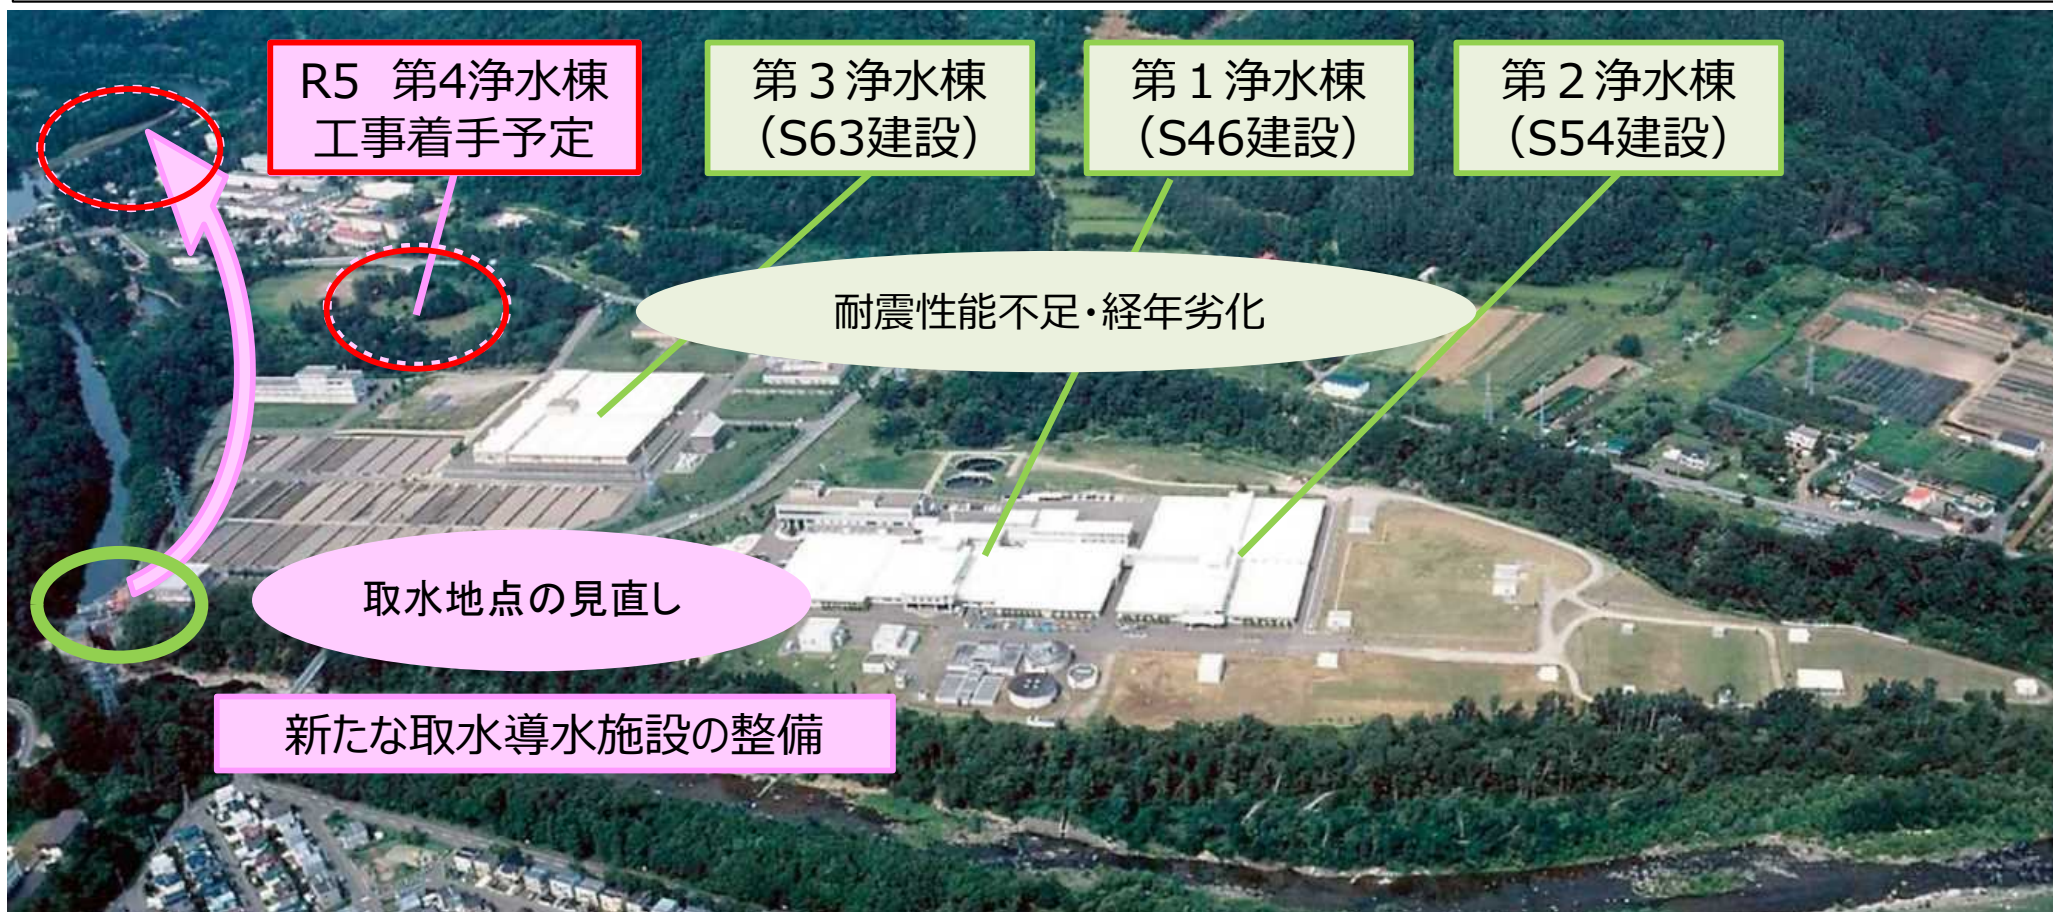 R5 第4浄水棟
工事着手予定
第３浄水棟
（S63建設）
第１浄水棟
（S46建設）
第２浄水棟
（S54建設）
耐震性能不足・経年劣化
取水地点の見直し
新たな取水導水施設の整備